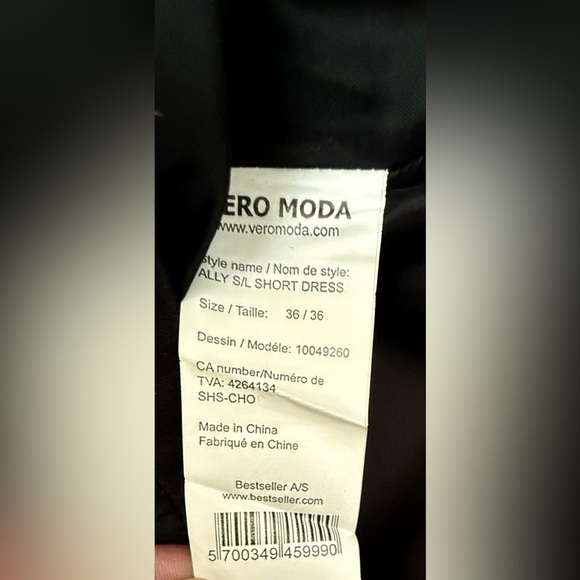 ERO MODA
www.veromoda.com
Style name / Nom de style:
ALLY S/L SHORT DRESS
Size / Taille: 36 / 36
Dessin / Modéle: 10049260
CA number/Numéro de
TVA: 4264134
SHS-CHO
Made in China
Fabriqué en Chine
Bestseller A/S
www.bestseller.com
5 700349 459990